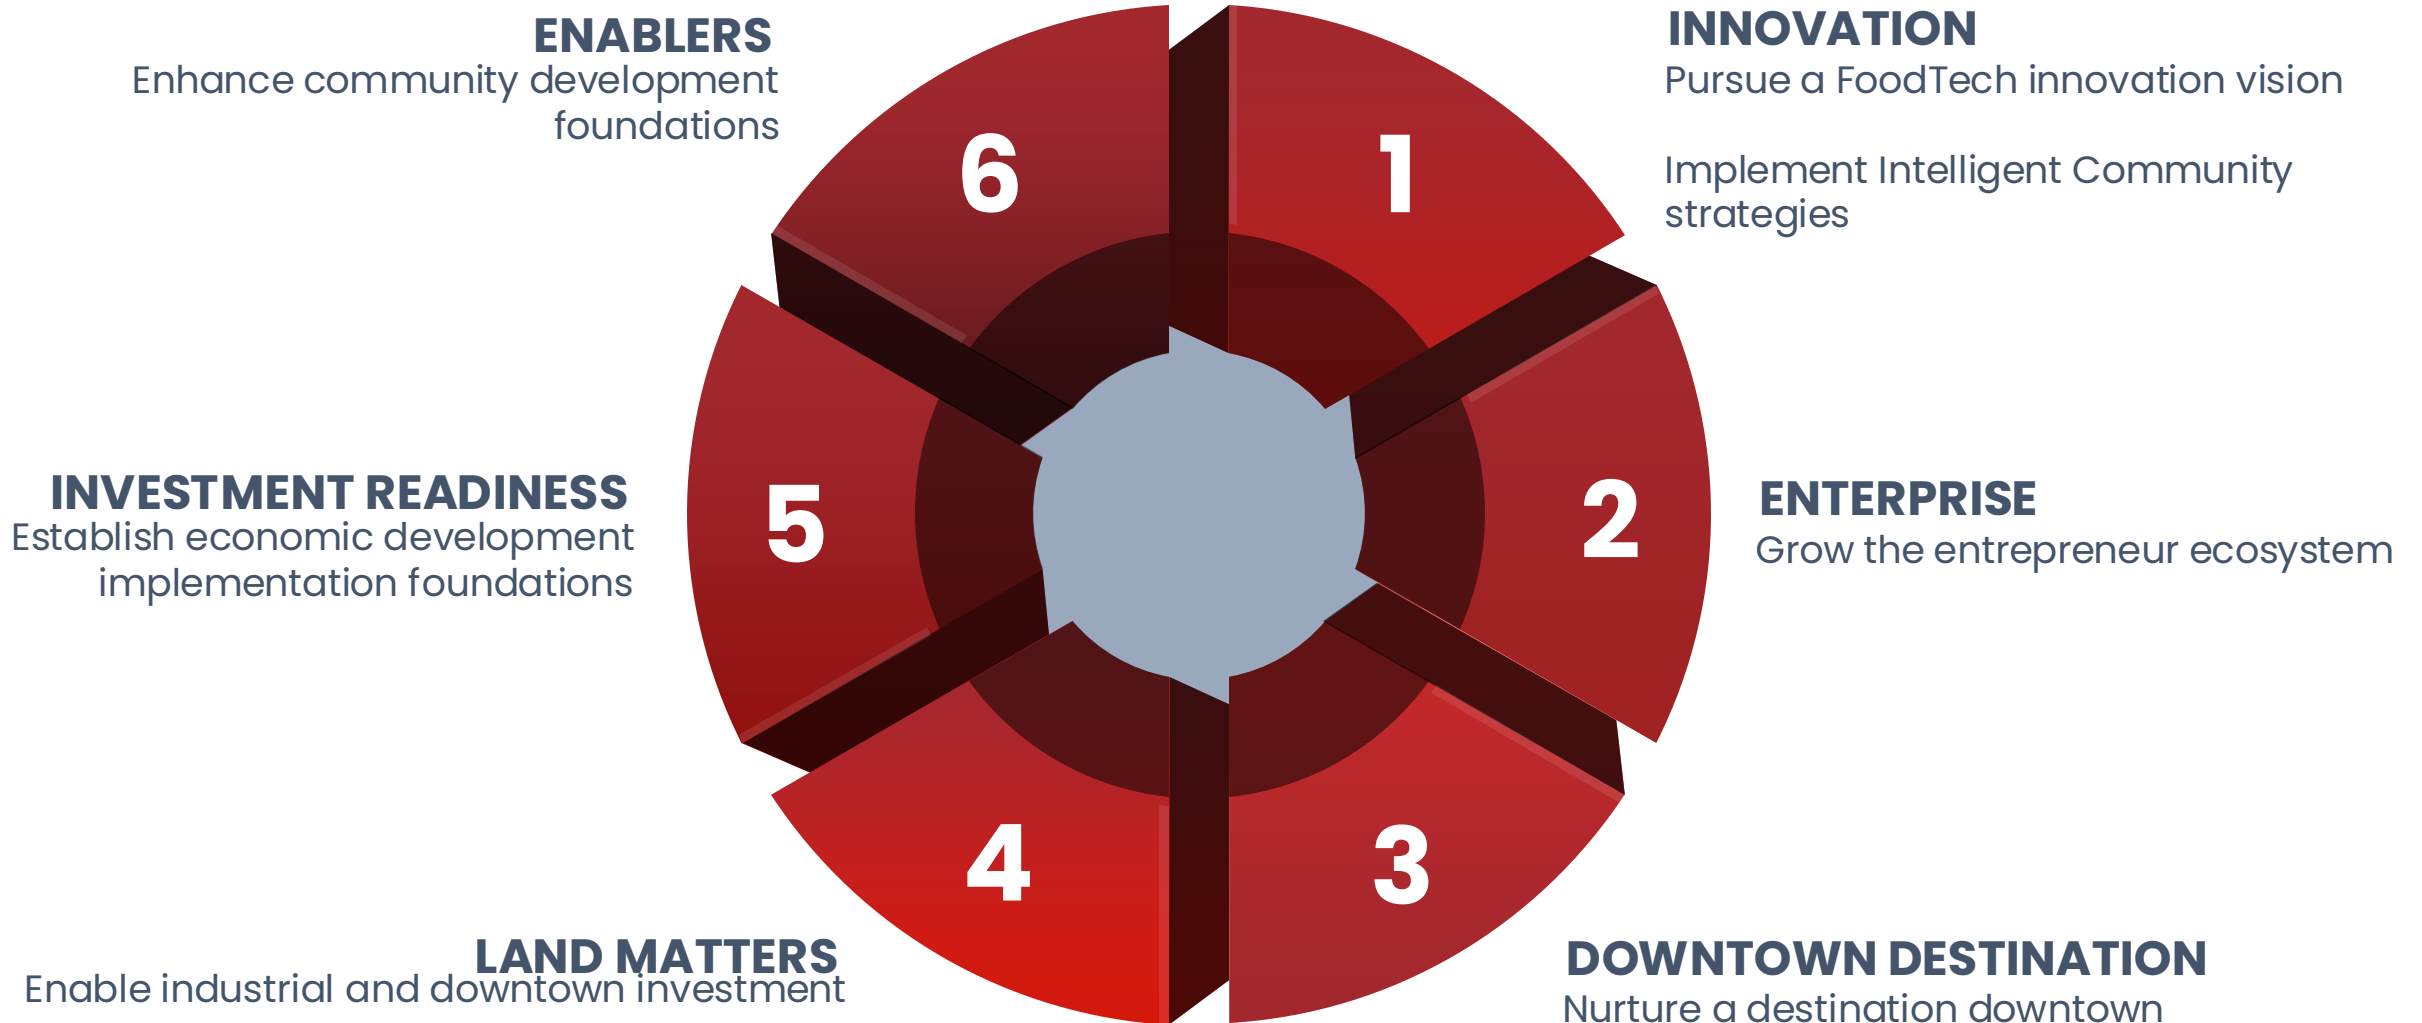 INNOVATION
Pursue a FoodTech innovation vision
Implement Intelligent Community
strategies
1
ENTERPRISE
Grow the entrepreneur ecosystem
2
DOWNTOWN DESTINATION
Nurture a destination downtown
3
LAND MATTERS
Enable industrial and downtown investment
4
INVESTMENT READINESS
Establish economic development
implementation foundations
5
ENABLERS
Enhance community development
foundations
6